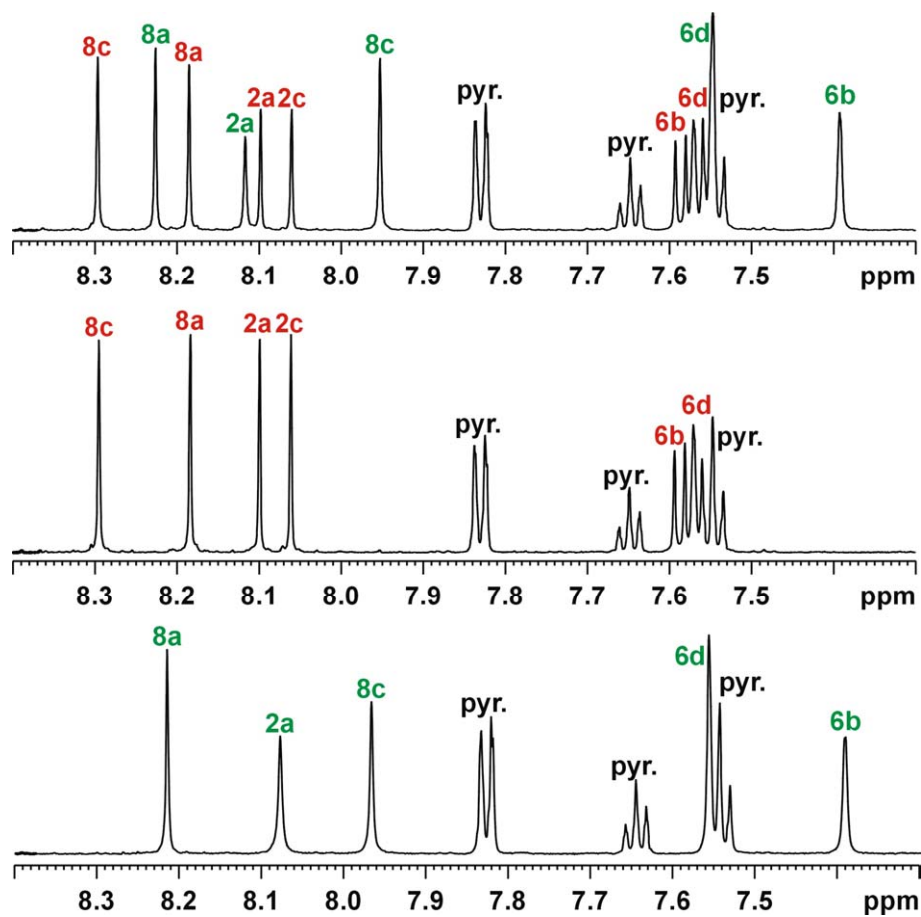 8c 8a 8a 2a 2a 2c 8c pyr. pyr. 6b 6d 6d pyr. 6b
8.3 8.2 8.1 8.0 7.9 7.8 7.7 7.6 7.5 ppm
8c 8a 2a 2c pyr. pyr. 6b 6d pyr.
8.3 8.2 8.1 8.0 7.9 7.8 7.7 7.6 7.5 ppm
8a 2a 8c pyr. pyr. 6d pyr. 6b
8.3 8.2 8.1 8.0 7.9 7.8 7.7 7.6 7.5 ppm